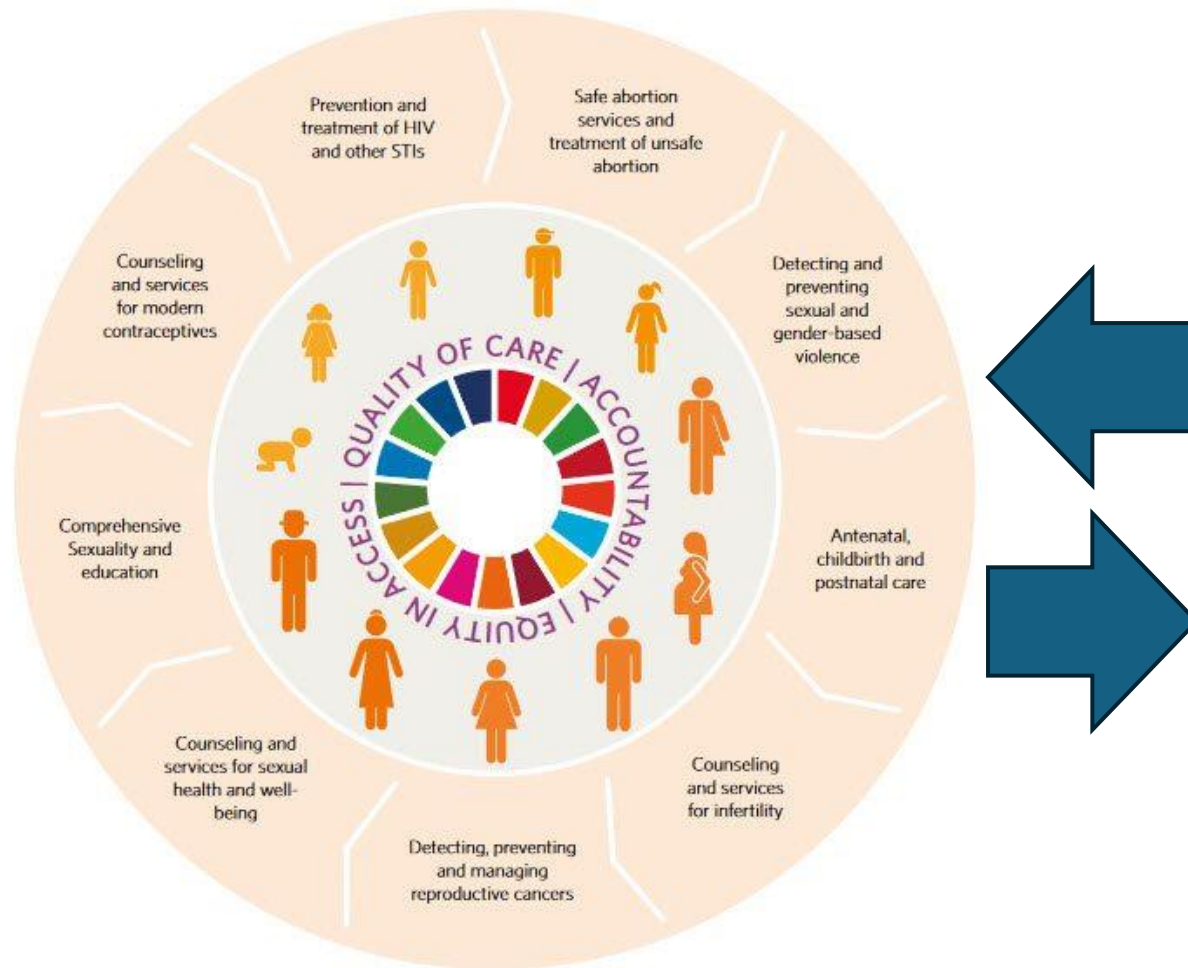 Prevention and
treatment of HIV
and other STIs
Safe abortion
services and
treatment of unsafe
abortion
Detecting and
preventing
sexual and
gender-based
violence
Antenatal,
childbirth and
postnatal care
Counseling
and services
for infertility
Detecting, preventing
and managing
reproductive cancers
Counseling and
services for sexual
health and well-
being
Comprehensive
Sexuality and
education
Counseling
and services
for modern
contraceptives
QUALITY OF CARE | ACCOUNTABILITY | EQUITY IN ACCESS |